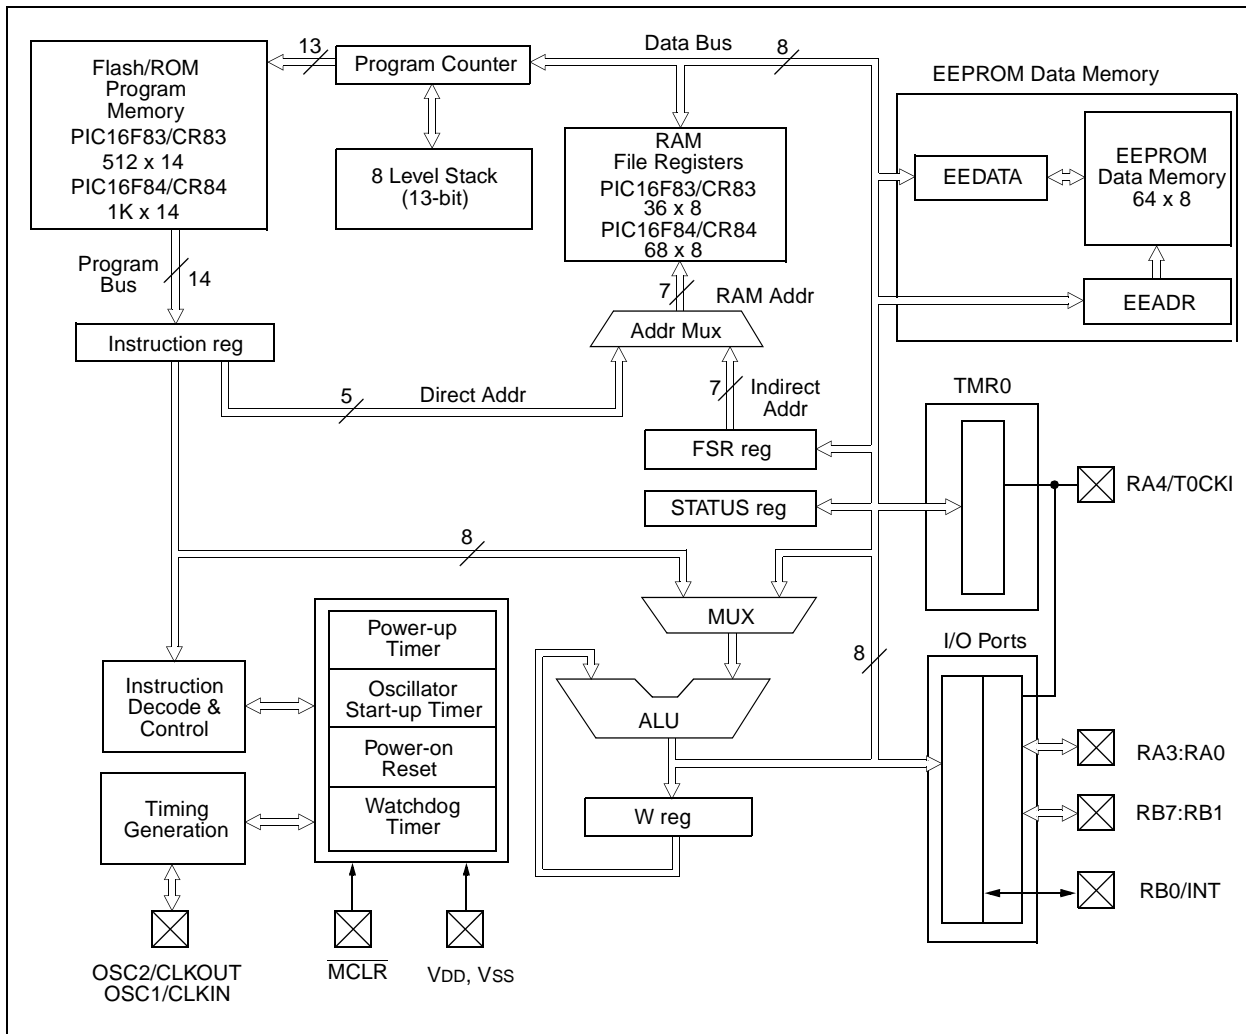 Flash/ROM
Program
Memory
PIC16F83/CR83
512 x 14
PIC16F84/CR84
1K x 14
13
Program Counter
Data Bus
8
8 Level Stack
(13-bit)
RAM
File Registers
PIC16F83/CR83
36 x 8
PIC16F84/CR84
68 x 8
EEPROM Data Memory
EEDATA
EEPROM
Data Memory
64 x 8
EEADR
Program
Bus
14
Instruction reg
7
RAM Addr
Addr Mux
5
Direct Addr
7
Indirect
Addr
FSR reg
STATUS reg
TMR0
RA4/T0CKI
8
MUX
8
I/O Ports
ALU
W reg
RA3:RA0
RB7:RB1
RB0/INT
Power-up
Timer
Oscillator
Start-up Timer
Power-on
Reset
Watchdog
Timer
Instruction
Decode &
Control
Timing
Generation
OSC2/CLKOUT
OSC1/CLKIN
MCLR
VDD, VSS